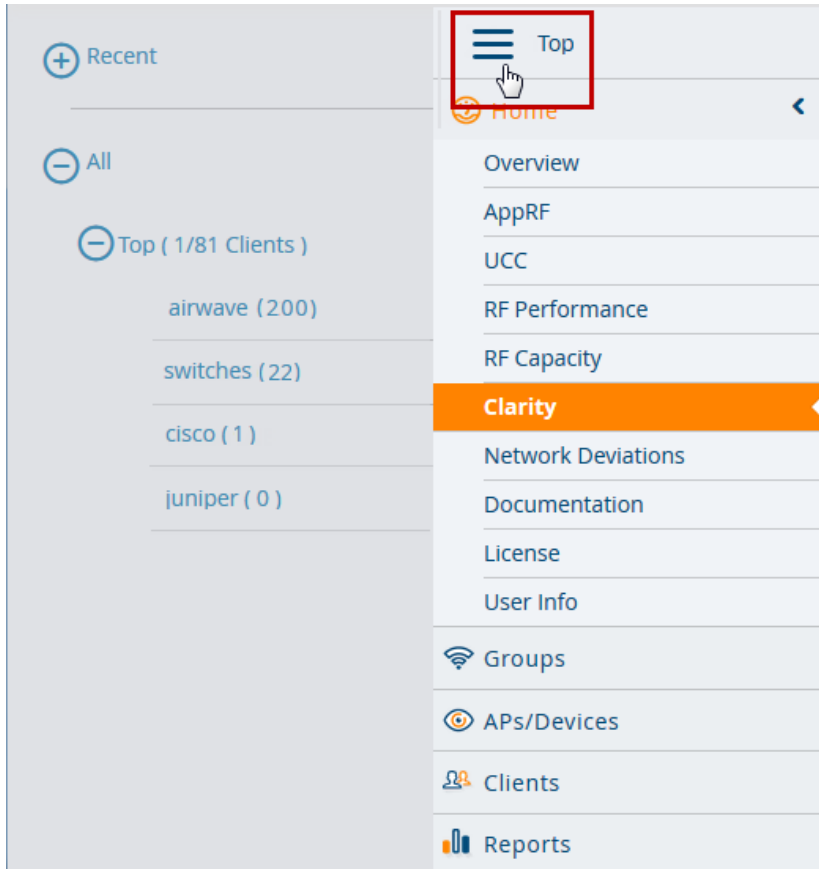 Recent
All
Top ( 1/81 Clients )
airwave (200)
switches (22)
cisco ( 1 )
juniper ( 0 )
Top
Home
Overview
AppRF
UCC
RF Performance
RF Capacity
Clarity
Network Deviations
Documentation
License
User Info
Groups
APs/Devices
Clients
Reports